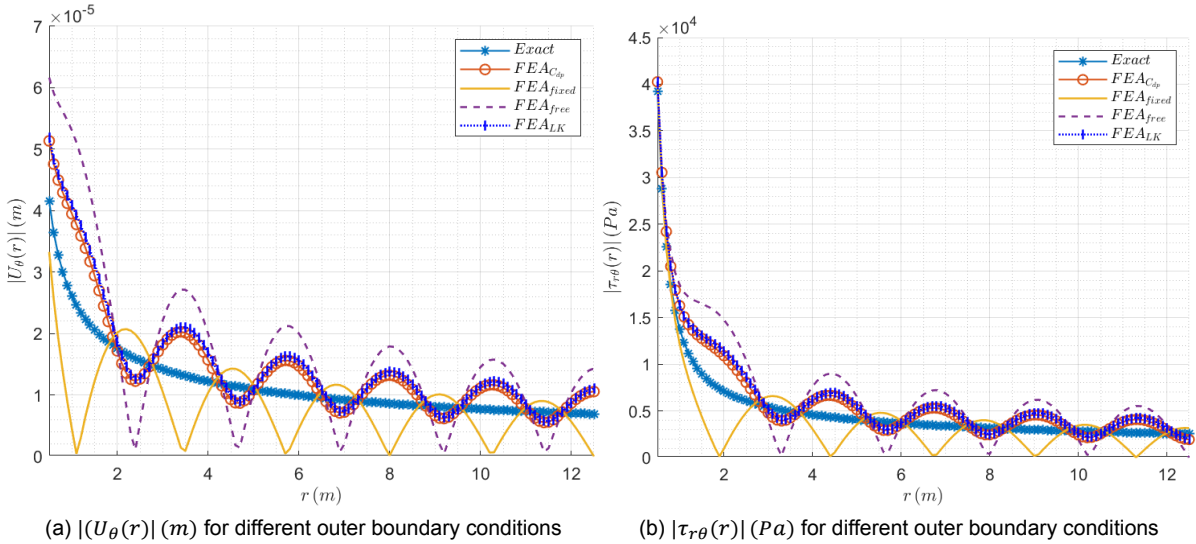 ×10⁻⁵
7
6
5
4
3
2
1
0
|U_θ(r)| (m)
2 4 6 8 10 12
r (m)
Exact
FEA_{C_{dp}}
FEA_{fixed}
FEA_{free}
FEA_{LK}
(a) |(U_θ(r)| (m) for different outer boundary conditions
×10⁴
4.5
4
3.5
3
2.5
2
1.5
1
0.5
0
|τ_{rθ}(r)| (Pa)
2 4 6 8 10 12
r (m)
Exact
FEA_{C_{dp}}
FEA_{fixed}
FEA_{free}
FEA_{LK}
(b) |τ_{rθ}(r)| (Pa) for different outer boundary conditions